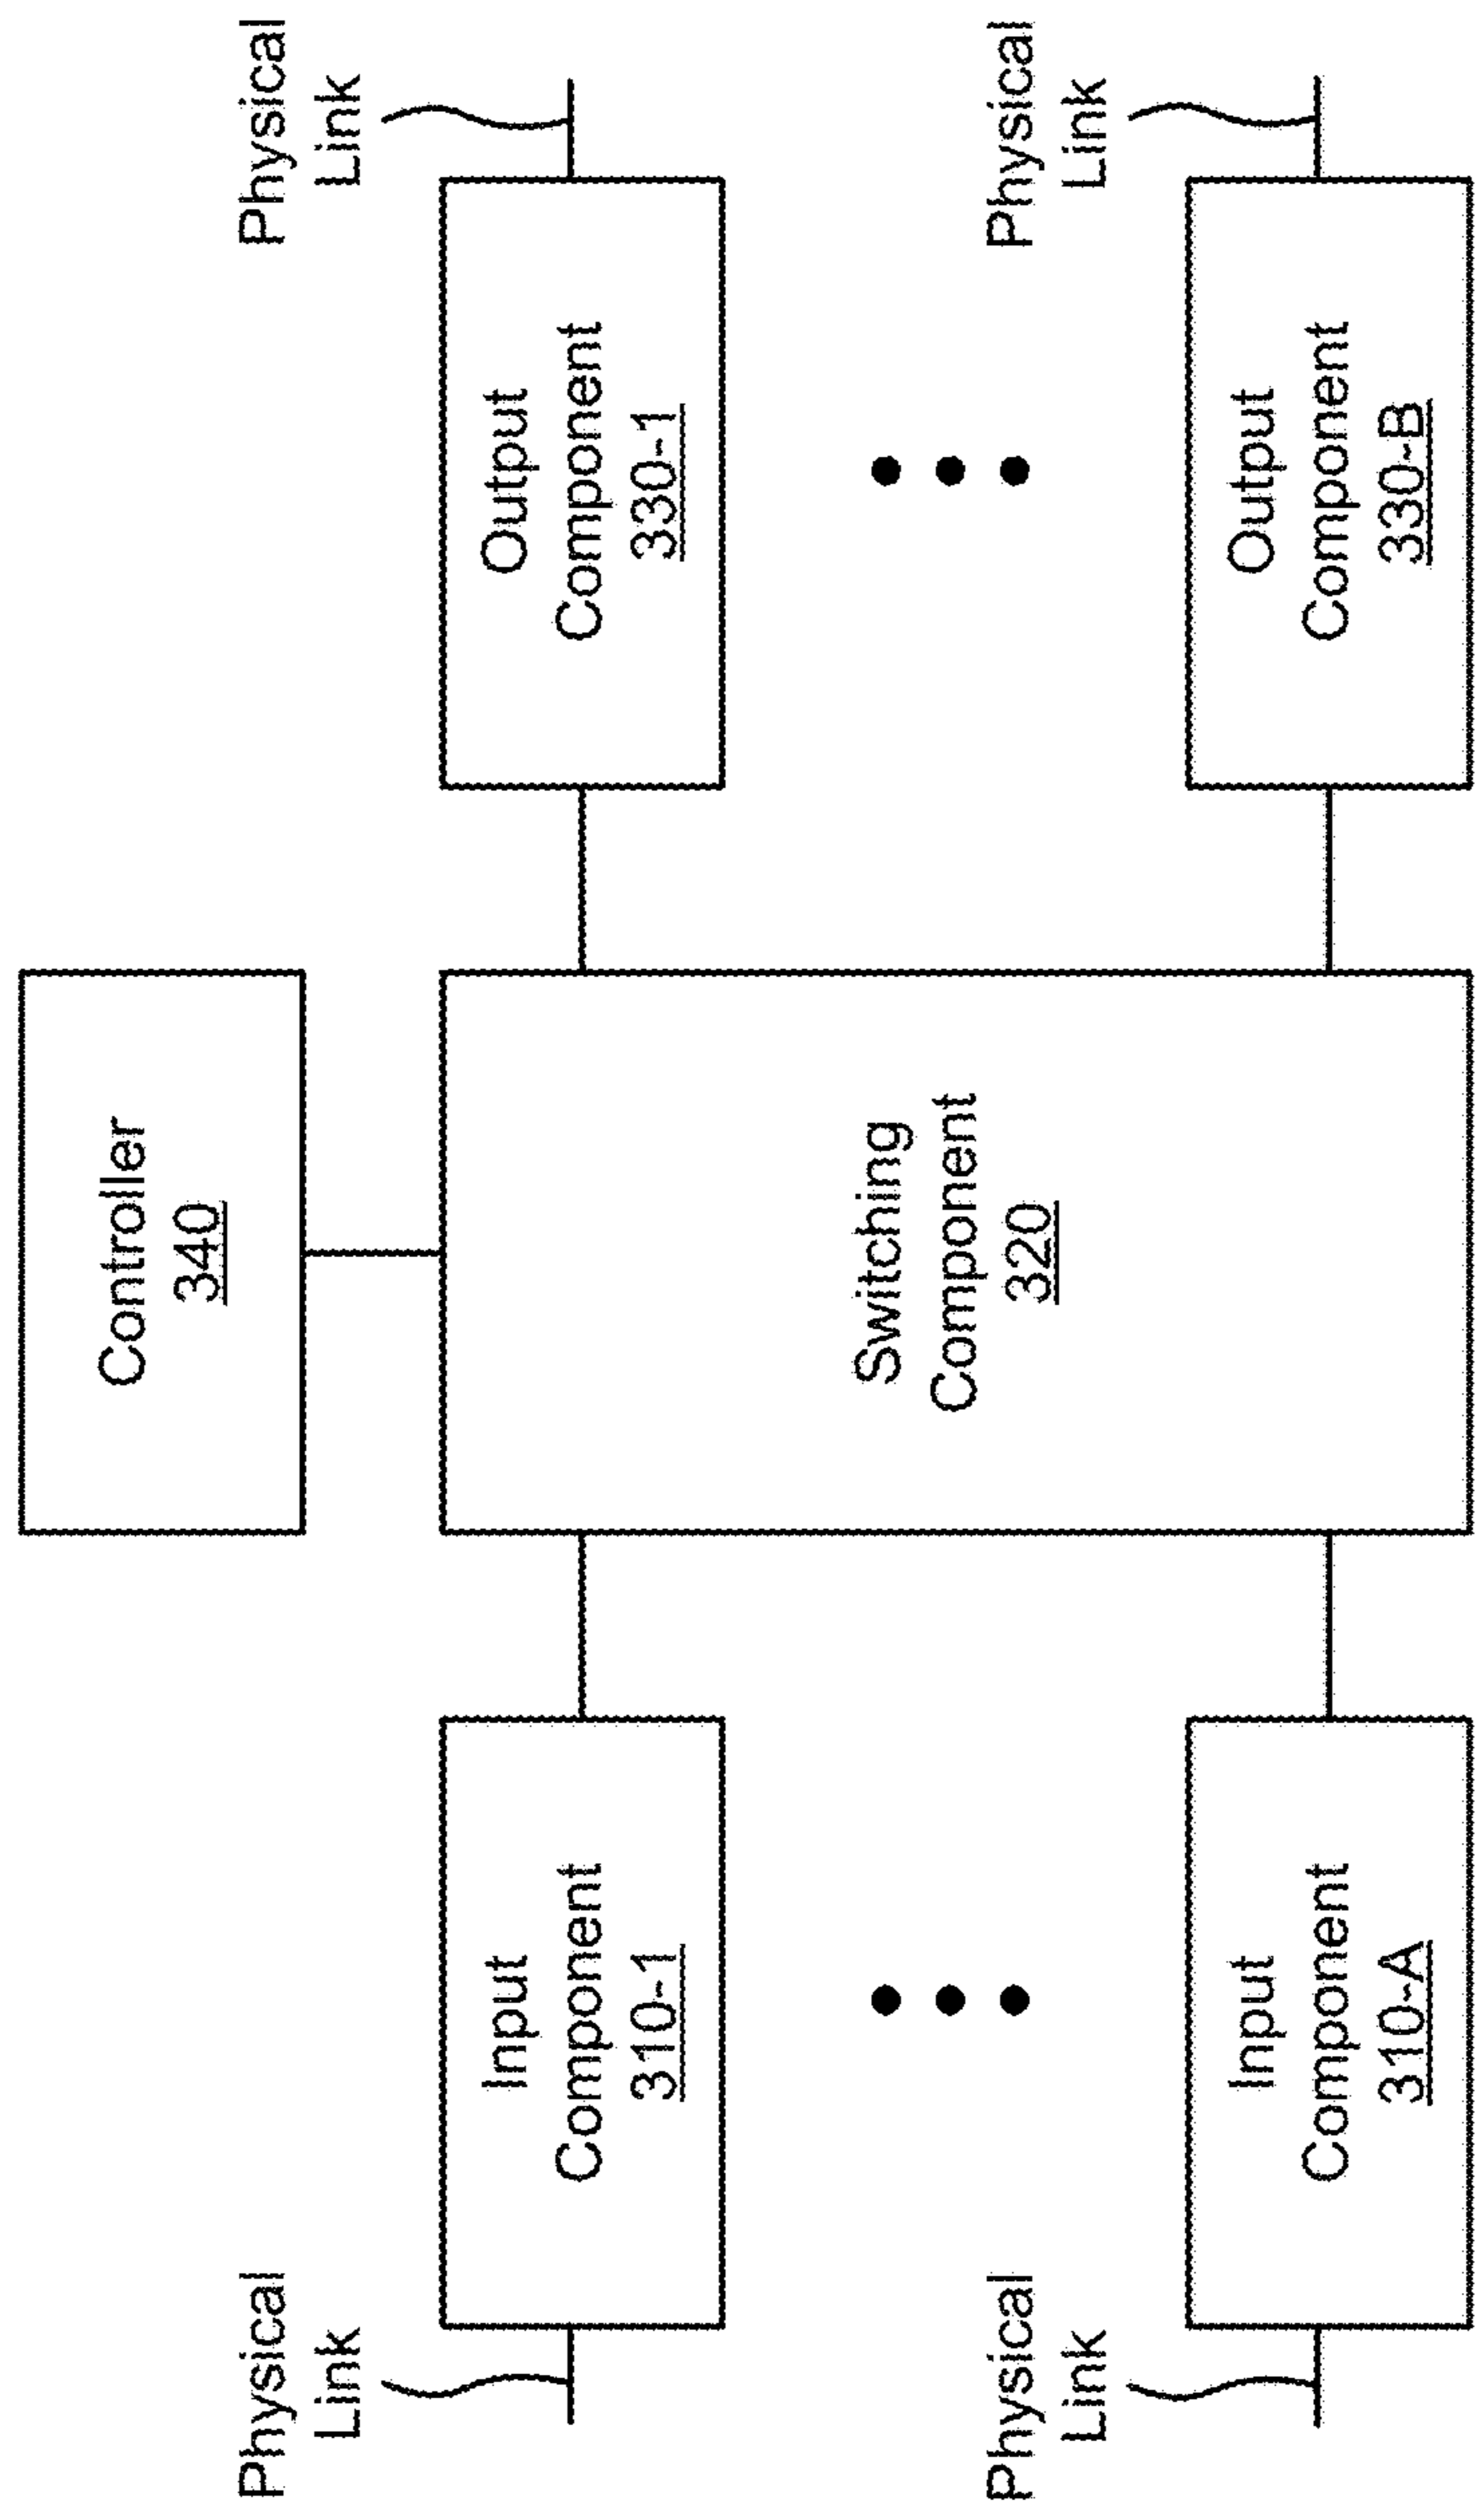 Controller
340
Physical
Link
Input
Component
310-1
Switching
Component
320
Output
Component
330-1
Physical
Link
Physical
Link
Input
Component
310-A
Output
Component
330-B
Physical
Link